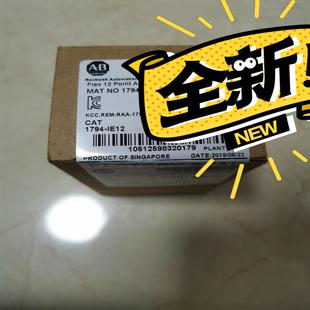 AB
Rockwell Automation
Flex 12 Point A
MAT NO 1794
KCC-REM-RAA-17
CAT
1794-IE12
10612598320179
PLANT
PRODUCT OF SINGAPORE
DATE:2019/06/23
全新!
NEW